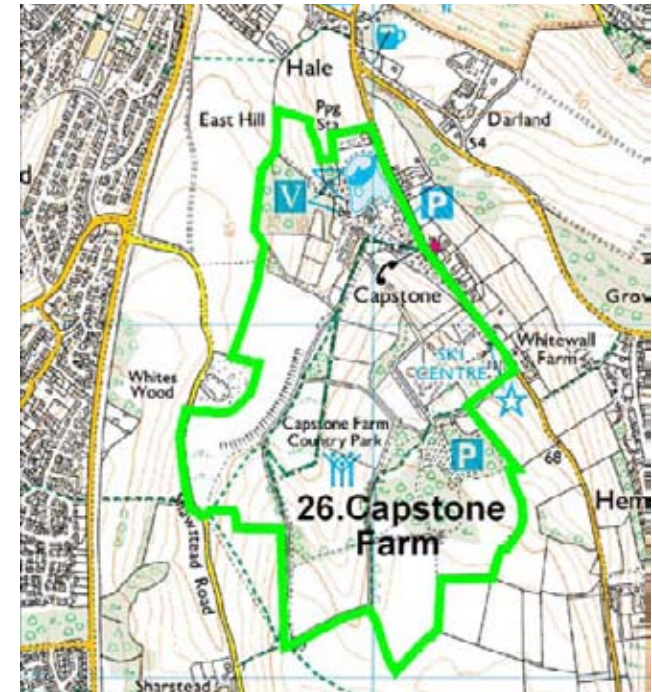 Hale
East Hill
Ppg
Sta
Darland
54
V
P
Capstone
Grov
SKI
CENTRE
Whitewall
Farm
Whites
Wood
Capstone Farm
Country Park
P
68
26.Capstone
Farm
Hem
Road
Sharstead